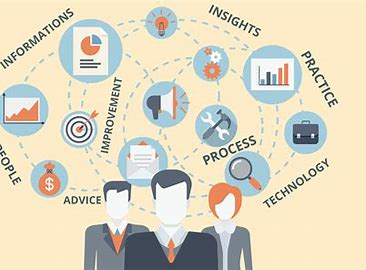 INFORMATIONS
INSIGHTS
PRACTICE
IMPROVEMENT
PEOPLE
PROCESS
ADVICE
TECHNOLOGY